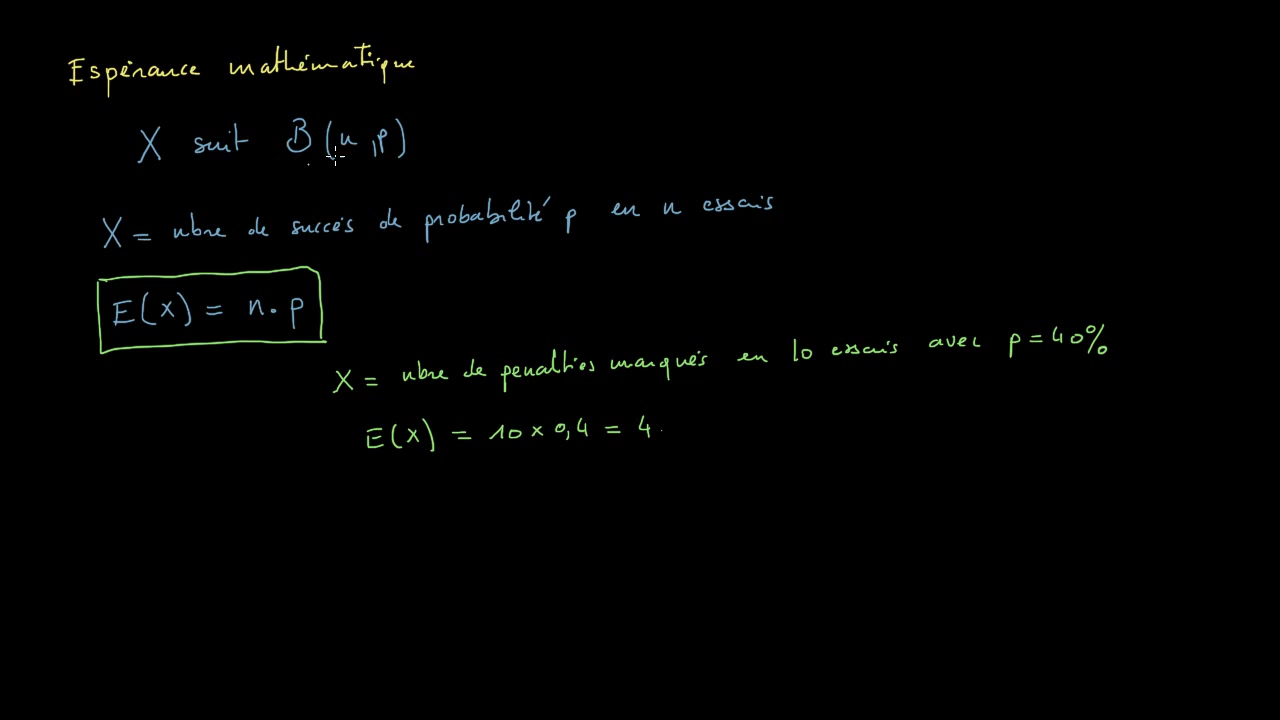 Espérance mathématique
X suit B(n,p)
X = nbre de succès de probabilité p en n essais
E(X) = n.p
X = nbre de penalties marqués en 10 essais avec p = 40%
E(X) = 10 × 0,4 = 4.